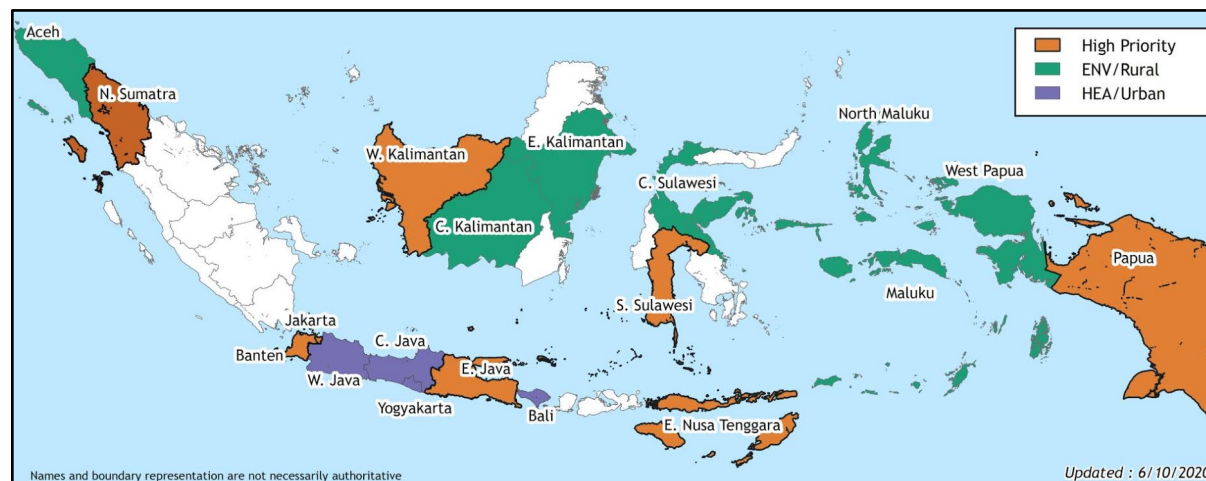 Aceh
N. Sumatra
W. Kalimantan
E. Kalimantan
C. Kalimantan
C. Sulawesi
S. Sulawesi
North Maluku
West Papua
Papua
Maluku
Jakarta
Banten
W. Java
C. Java
Yogyakarta
E. Java
Bali
E. Nusa Tenggara
High Priority
ENV/Rural
HEA/Urban
Names and boundary representation are not necessarily authoritative
Updated : 6/10/2020